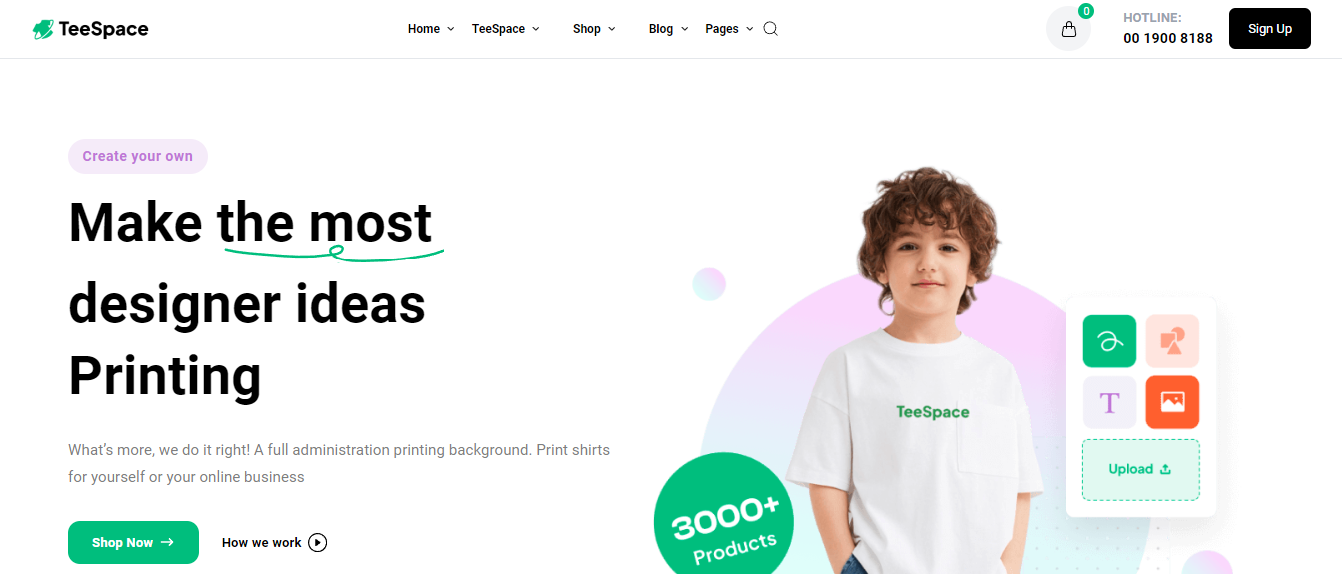 TeeSpace
Home TeeSpace Shop Blog Pages
0
HOTLINE:
00 1900 8188
Sign Up
Create your own
Make the most
designer ideas
Printing
What's more, we do it right! A full administration printing background. Print shirts
for yourself or your online business
Shop Now
How we work
TeeSpace
3000+
Products
T
Upload